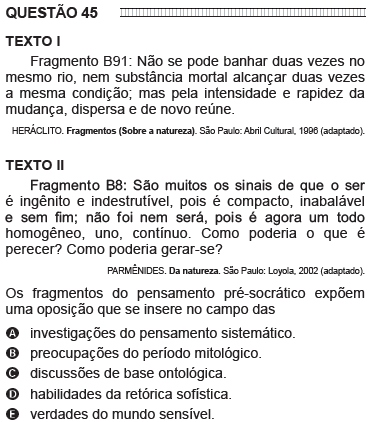 QUESTÃO 45
TEXTO I
Fragmento B91: Não se pode banhar duas vezes no
mesmo rio, nem substância mortal alcançar duas vezes
a mesma condição; mas pela intensidade e rapidez da
mudança, dispersa e de novo reúne.
HERÁCLITO. Fragmentos (Sobre a natureza). São Paulo: Abril Cultural, 1996 (adaptado).
TEXTO II
Fragmento B8: São muitos os sinais de que o ser
é ingênito e indestrutível, pois é compacto, inabalável
e sem fim; não foi nem será, pois é agora um todo
homogêneo, uno, contínuo. Como poderia o que é
perecer? Como poderia gerar-se?
PARMÊNIDES. Da natureza. São Paulo: Loyola, 2002 (adaptado).
Os fragmentos do pensamento pré-socrático expõem
uma oposição que se insere no campo das
A investigações do pensamento sistemático.
B preocupações do período mitológico.
C discussões de base ontológica.
D habilidades da retórica sofística.
E verdades do mundo sensível.